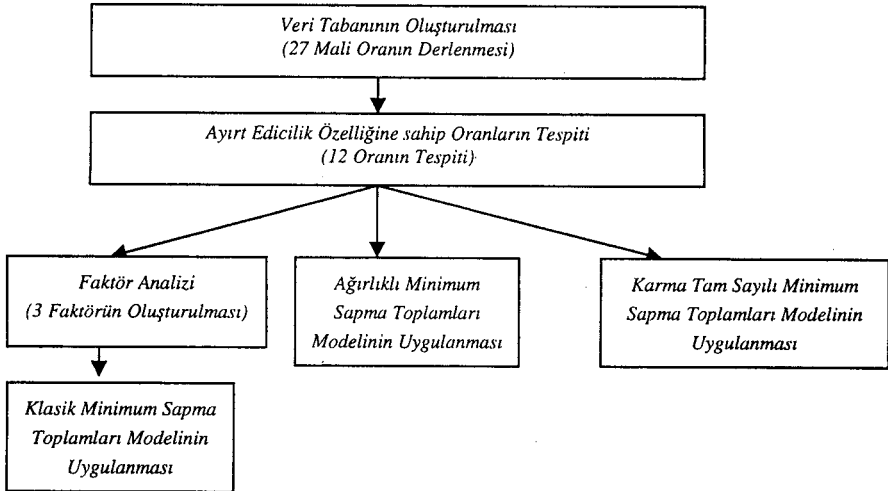 Veri Tabanının Oluşturulması
(27 Mali Oranın Derlenmesi)
Ayırt Edicilik Özelliğine sahip Oranların Tespiti
(12 Oranın Tespiti)
Faktör Analizi
(3 Faktörün Oluşturulması)
Ağırlıklı Minimum
Sapma Toplamları
Modelinin Uygulanması
Karma Tam Sayılı Minimum
Sapma Toplamları Modelinin
Uygulanması
Klasik Minimum Sapma
Toplamları Modelinin
Uygulanması